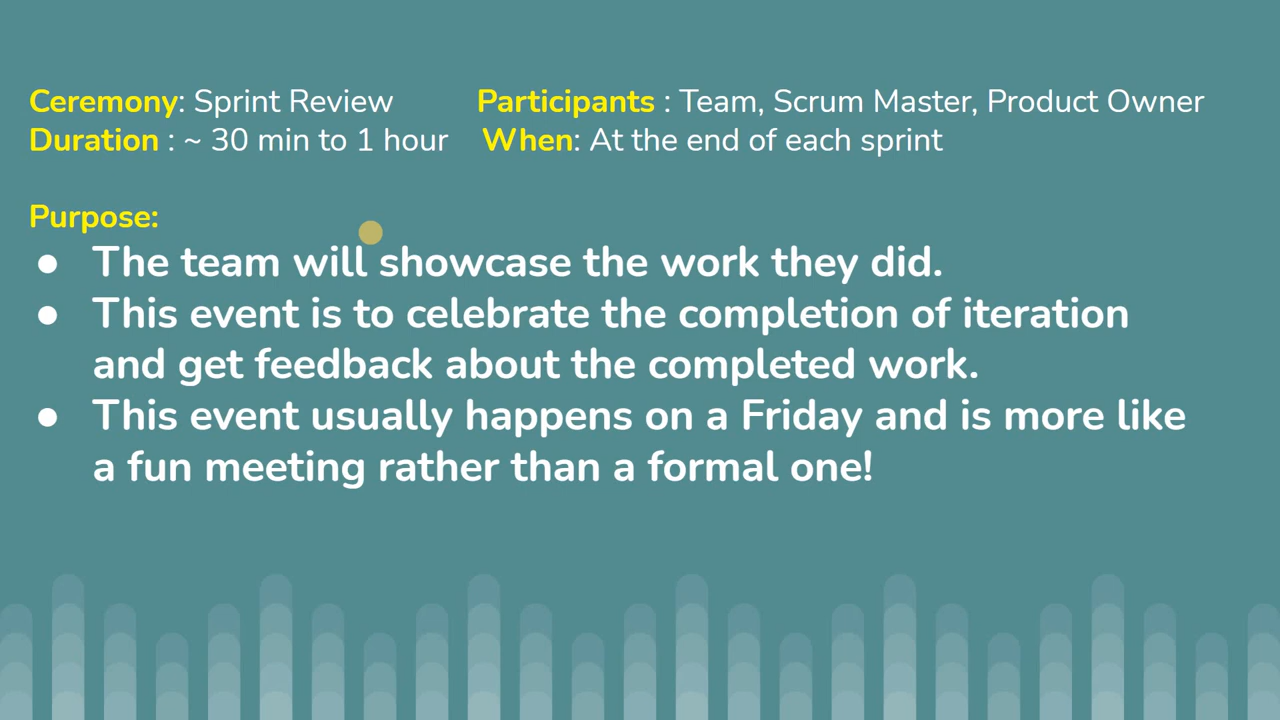 Ceremony: Sprint Review Participants : Team, Scrum Master, Product Owner
Duration : ~ 30 min to 1 hour When: At the end of each sprint
Purpose:
● The team will showcase the work they did.
● This event is to celebrate the completion of iteration
and get feedback about the completed work.
● This event usually happens on a Friday and is more like
a fun meeting rather than a formal one!